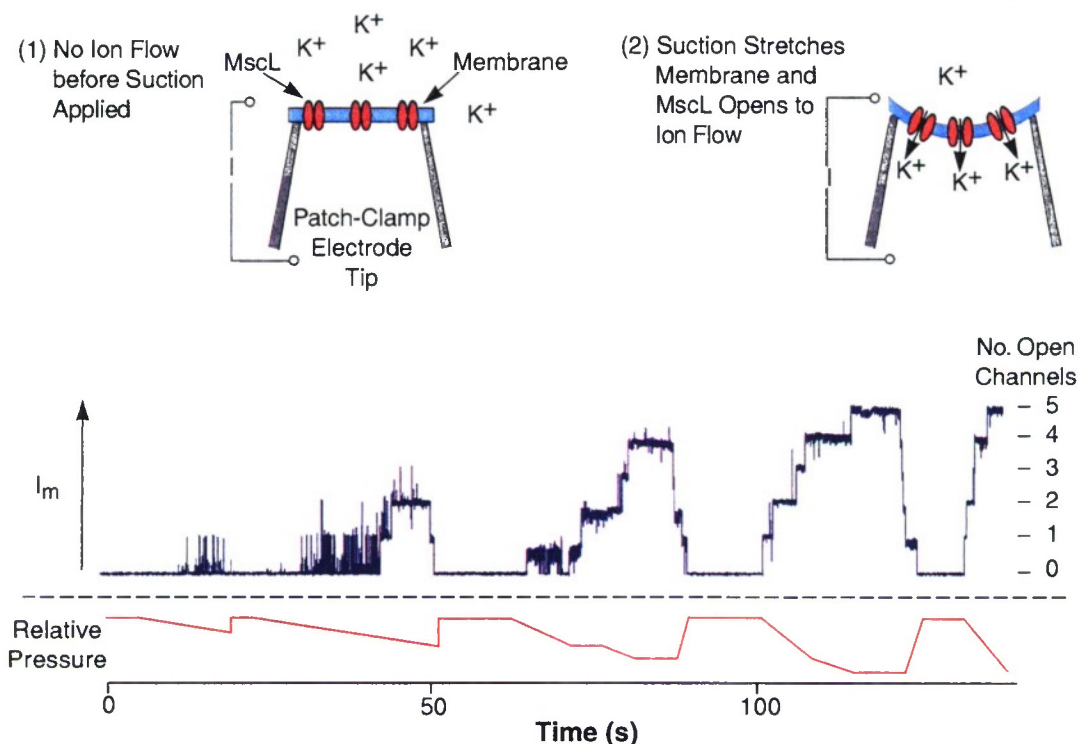 (1) No Ion Flow
before Suction
Applied
K+
K+
K+
K+
K+
MscL
Membrane
Patch-Clamp
Electrode
Tip
(2) Suction Stretches
Membrane and
MscL Opens to
Ion Flow
K+
K+
K+
K+
No. Open
Channels
Im
5
4
3
2
1
0
Relative
Pressure
0
50
100
Time (s)